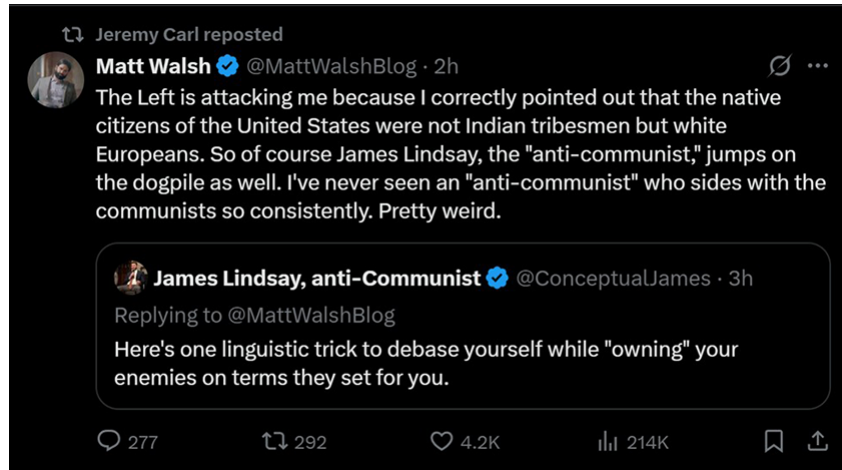 Jeremy Carl reposted
Matt Walsh @MattWalshBlog · 2h
The Left is attacking me because I correctly pointed out that the native
citizens of the United States were not Indian tribesmen but white
Europeans. So of course James Lindsay, the "anti-communist," jumps on
the dogpile as well. I've never seen an "anti-communist" who sides with the
communists so consistently. Pretty weird.
James Lindsay, anti-Communist @ConceptualJames · 3h
Replying to @MattWalshBlog
Here's one linguistic trick to debase yourself while "owning" your
enemies on terms they set for you.
277 292 4.2K 214K